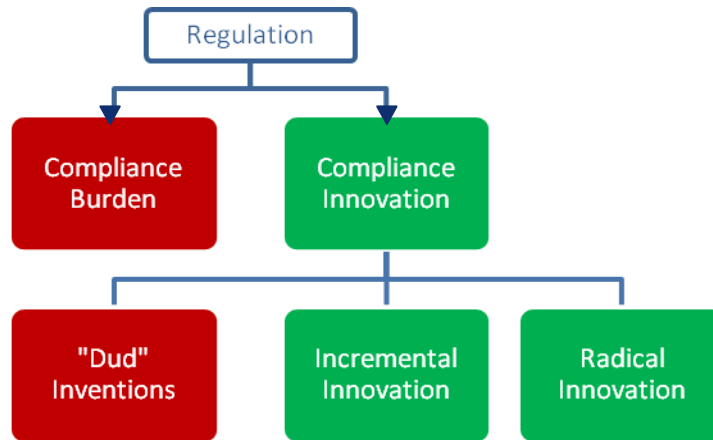 Regulation
Compliance
Burden
Compliance
Innovation
"Dud"
Inventions
Incremental
Innovation
Radical
Innovation